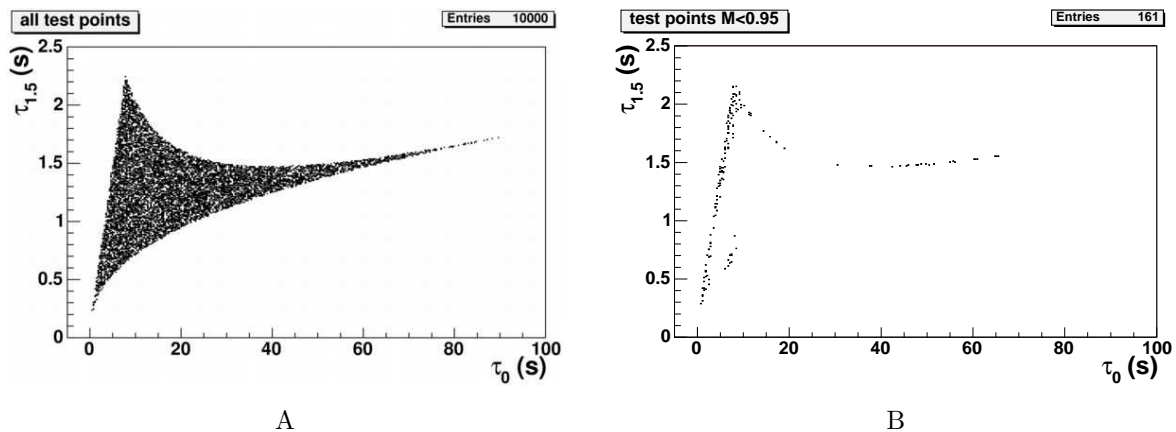 all test points
Entries 10000
τ1.5 (s)
2.5
2
1.5
1
0.5
0
0 20 40 60 80 100
τ0 (s)
A
test points M<0.95
Entries 161
τ1.5 (s)
2.5
2
1.5
1
0.5
0
0 20 40 60 80 100
τ0 (s)
B